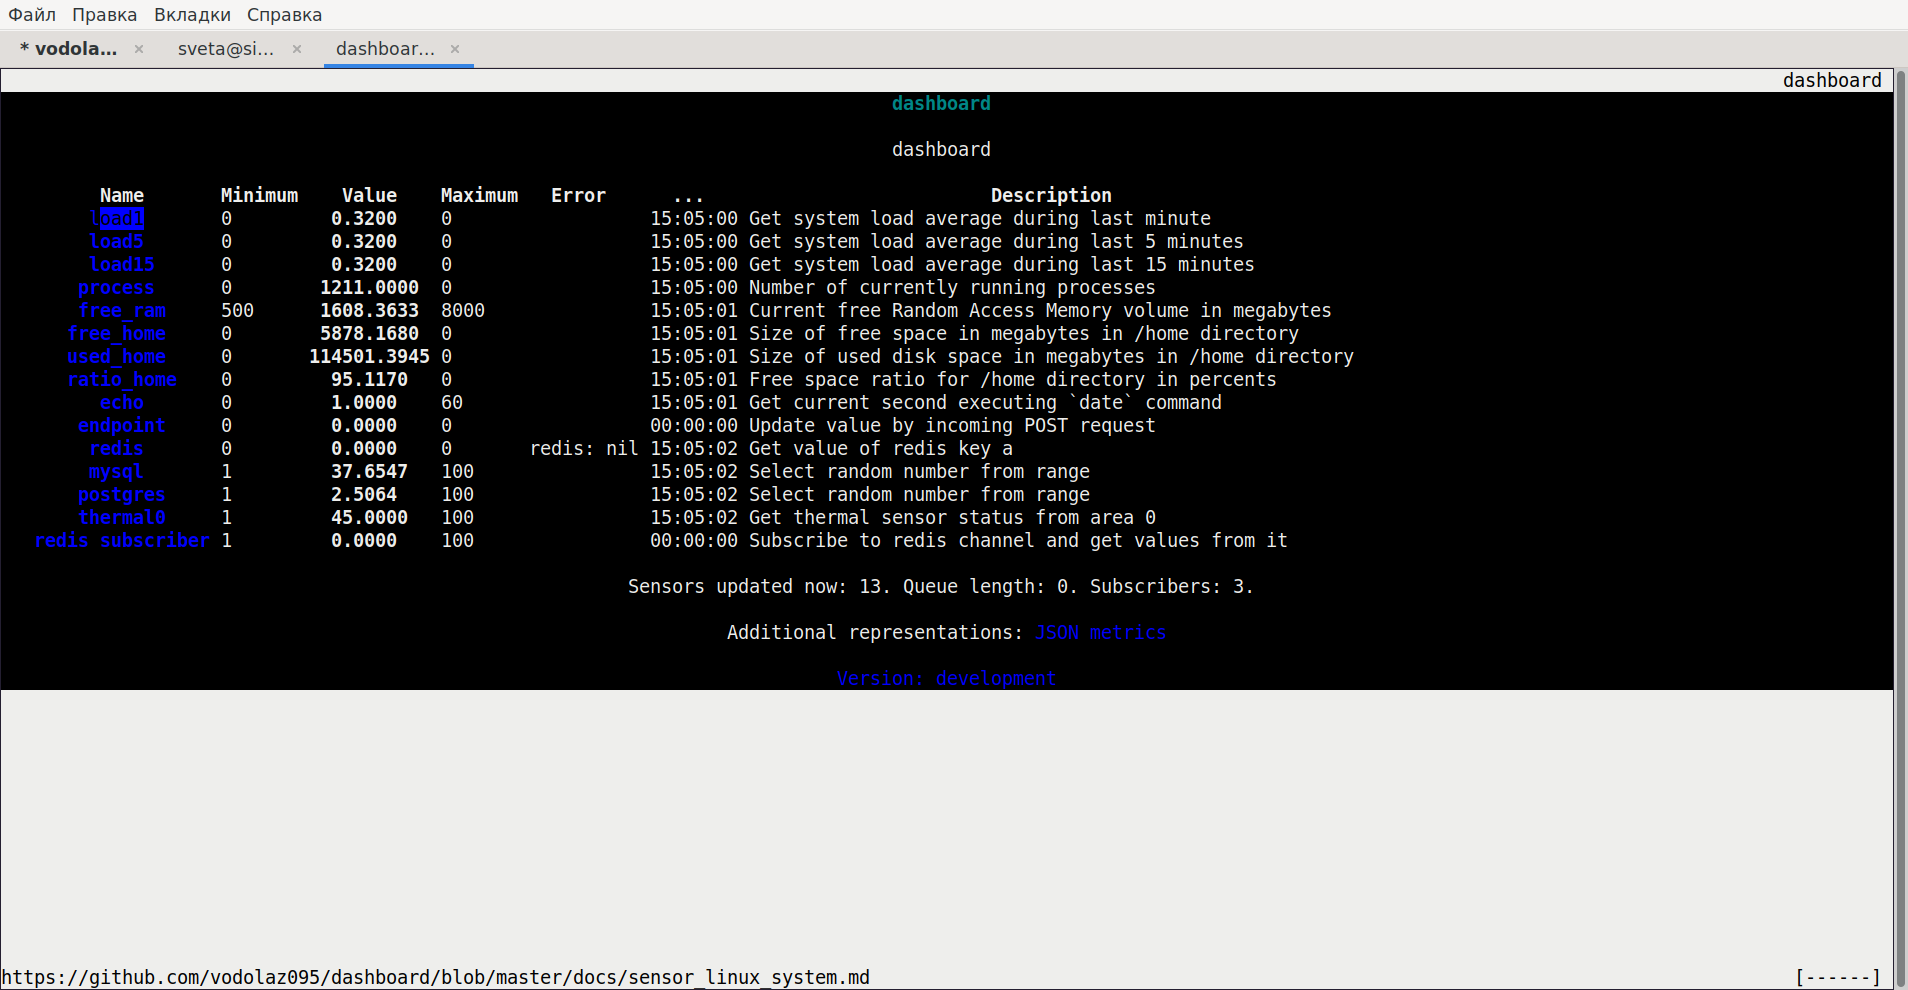 Файл Правка Вкладки Справка
* vodola... × sveta@si... × dashboar... ×
dashboard
dashboard
dashboard
Name Minimum Value Maximum Error ... Description
load1 0 0.3200 0 15:05:00 Get system load average during last minute
load5 0 0.3200 0 15:05:00 Get system load average during last 5 minutes
load15 0 0.3200 0 15:05:00 Get system load average during last 15 minutes
process 0 1211.0000 0 15:05:00 Number of currently running processes
free_ram 500 1608.3633 8000 15:05:01 Current free Random Access Memory volume in megabytes
free_home 0 5878.1680 0 15:05:01 Size of free space in megabytes in /home directory
used_home 0 114501.3945 0 15:05:01 Size of used disk space in megabytes in /home directory
ratio_home 0 95.1170 0 15:05:01 Free space ratio for /home directory in percents
echo 0 1.0000 60 15:05:01 Get current second executing `date` command
endpoint 0 0.0000 0 00:00:00 Update value by incoming POST request
redis 0 0.0000 0 redis: nil 15:05:02 Get value of redis key a
mysql 1 37.6547 100 15:05:02 Select random number from range
postgres 1 2.5064 100 15:05:02 Select random number from range
thermal0 1 45.0000 100 15:05:02 Get thermal sensor status from area 0
redis subscriber 1 0.0000 100 00:00:00 Subscribe to redis channel and get values from it
Sensors updated now: 13. Queue length: 0. Subscribers: 3.
Additional representations: JSON metrics
Version: development
https://github.com/vodolaz095/dashboard/blob/master/docs/sensor_linux_system.md [------]